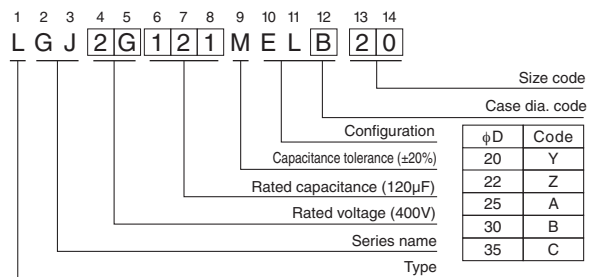 1 2 3 4 5 6 7 8 9 10 11 12 13 14
L G J 2 G 1 2 1 M E L B 2 0
Size code
Case dia. code
Configuration
Capacitance tolerance (±20%)
Rated capacitance (120μF)
Rated voltage (400V)
Series name
Type
φD Code
20 Y
22 Z
25 A
30 B
35 C